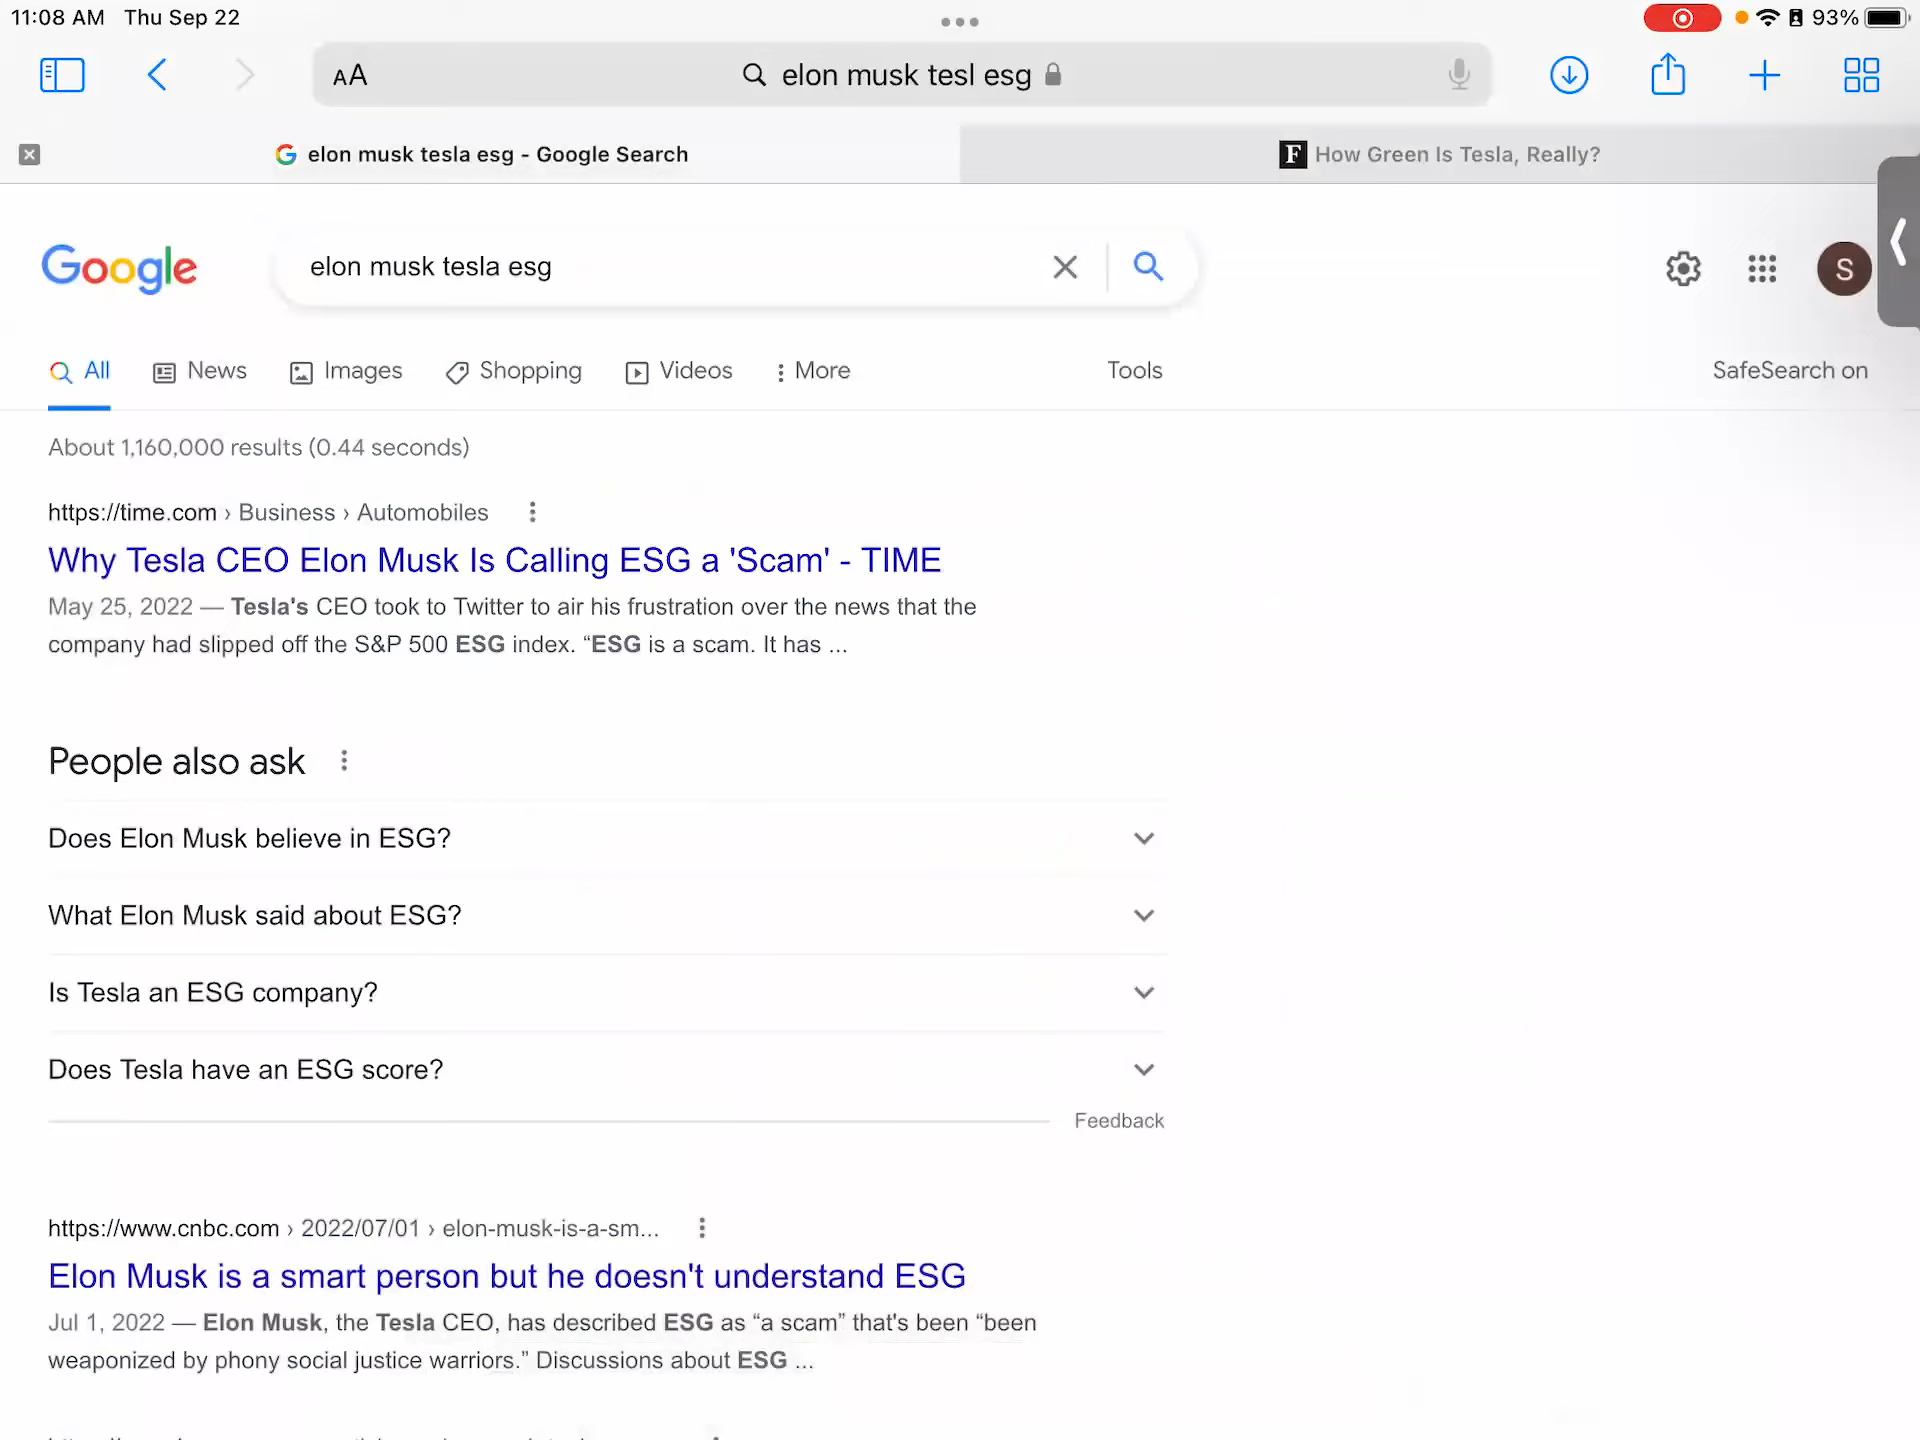 11:08 AM Thu Sep 22
93%
AA
elon musk tesl esg
elon musk tesla esg - Google Search
F How Green Is Tesla, Really?
Google
elon musk tesla esg
S
All
News
Images
Shopping
Videos
More
Tools
SafeSearch on
About 1,160,000 results (0.44 seconds)
https://time.com › Business › Automobiles
Why Tesla CEO Elon Musk Is Calling ESG a 'Scam' - TIME
May 25, 2022 — Tesla's CEO took to Twitter to air his frustration over the news that the
company had slipped off the S&P 500 ESG index. “ESG is a scam. It has ...
People also ask
Does Elon Musk believe in ESG?
What Elon Musk said about ESG?
Is Tesla an ESG company?
Does Tesla have an ESG score?
Feedback
https://www.cnbc.com › 2022/07/01 › elon-musk-is-a-sm...
Elon Musk is a smart person but he doesn't understand ESG
Jul 1, 2022 — Elon Musk, the Tesla CEO, has described ESG as “a scam” that's been “been
weaponized by phony social justice warriors.” Discussions about ESG ...